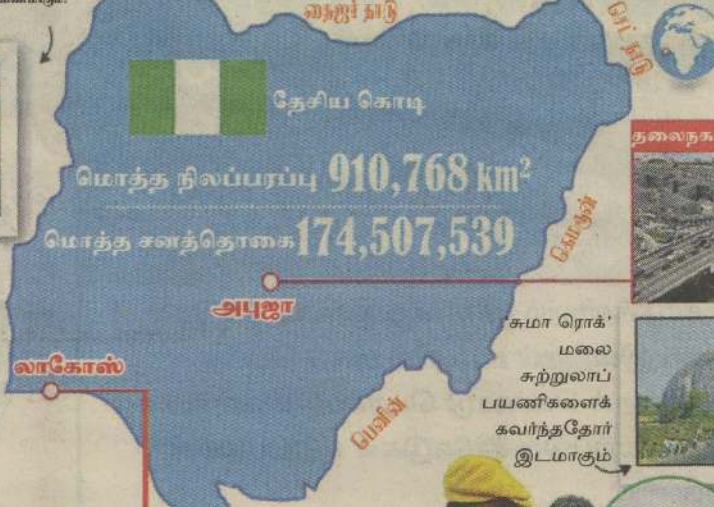 நைஜர் நாடு
செட் நாடு
தேசிய கொடி
மொத்த நிலப்பரப்பு 910,768 km²
மொத்த சனத்தொகை 174,507,539
கெமரூன்
அபுஜா
லாகோஸ்
பெனின்
'சுமா ரொக்'
மலை
சுற்றுலாப்
பயணிகளைக்
கவர்ந்ததோர்
இடமாகும்